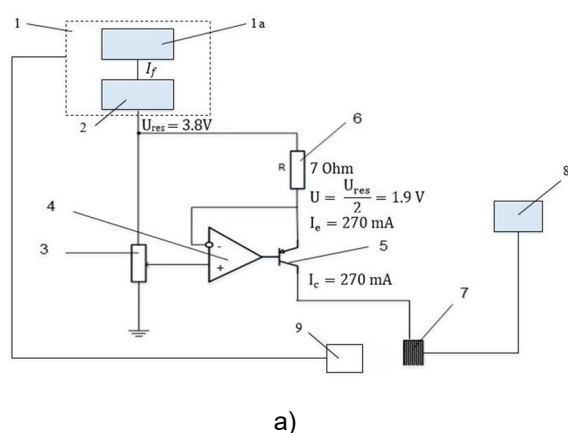 1
1a
I_f
2
U_res = 3.8V
6
R
7 Ohm
U = U_res/2 = 1.9 V
I_e = 270 mA
8
4
3
-
+
5
I_c = 270 mA
7
9
a)